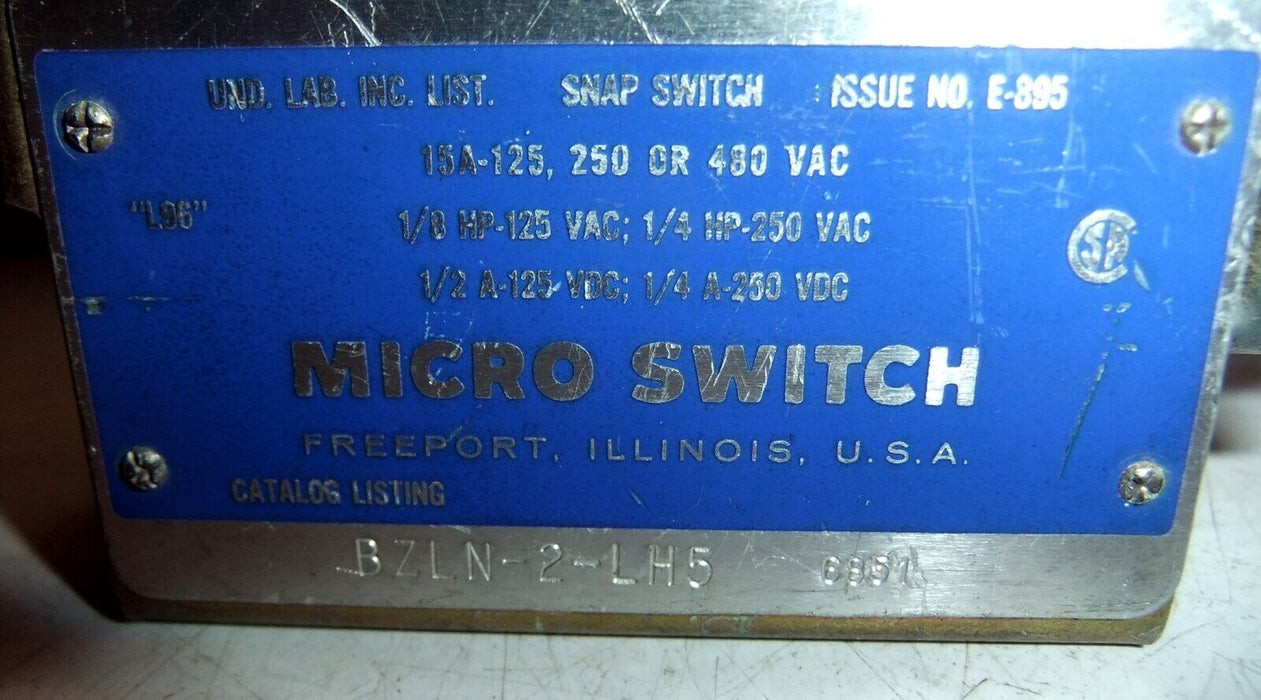 UND. LAB. INC. LIST. SNAP SWITCH ISSUE NO. E-895
15A-125, 250 OR 480 VAC
"L96" 1/8 HP-125 VAC; 1/4 HP-250 VAC
1/2 A-125 VDC; 1/4 A-250 VDC
MICRO SWITCH
FREEPORT, ILLINOIS, U.S.A.
CATALOG LISTING
BZLN-2-LH5 6951